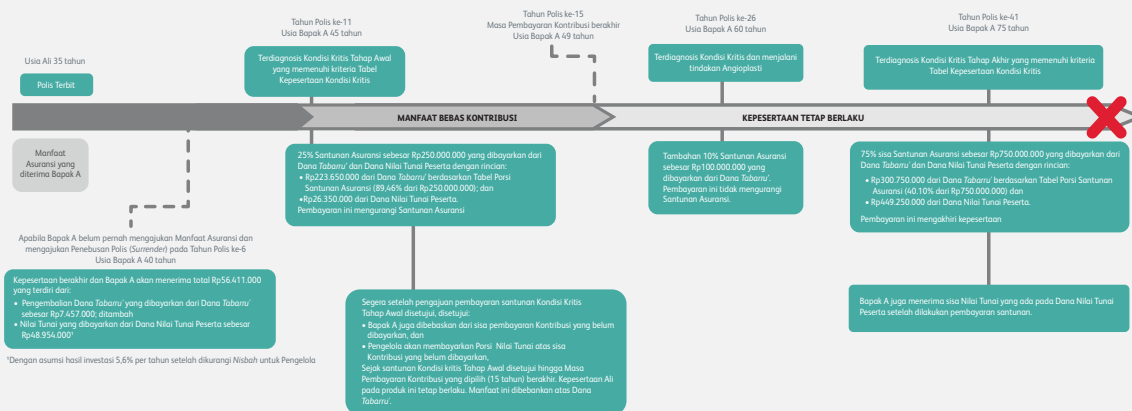 Usia Ali 35 tahun
Polis Terbit
Tahun Polis ke-11
Usia Bapak A 45 tahun
Terdiagnosis Kondisi Kritis Tahap Awal
yang memenuhi kriteria Tabel
Kepesertaan Kondisi Kritis
Tahun Polis ke-15
Masa Pembayaran Kontribusi berakhir
Usia Bapak A 49 tahun
Tahun Polis ke-26
Usia Bapak A 60 tahun
Terdiagnosis Kondisi Kritis dan menjalani
tindakan Angioplasti
Tahun Polis ke-41
Usia Bapak A 75 tahun
Terdiagnosis Kondisi Kritis Tahap Akhir yang memenuhi kriteria
Tabel Kepesertaan Kondisi Kritis
MANFAAT BEBAS KONTRIBUSI
KEPESERTAAN TETAP BERLAKU
Manfaat
Asuransi yang
diterima Bapak A
25% Santunan Asuransi sebesar Rp250.000.000 yang dibayarkan dari
Dana Tabarru' dan Dana Nilai Tunai Peserta dengan rincian:
• Rp223.650.000 dari Dana Tabarru' berdasarkan Tabel Porsi
Santunan Asuransi (89,46% dari Rp250.000.000); dan
•Rp26.350.000 dari Dana Nilai Tunai Peserta.
Pembayaran ini mengurangi Santunan Asuransi
Tambahan 10% Santunan Asuransi
sebesar Rp100.000.000 yang
dibayarkan dari Dana Tabarru'.
Pembayaran ini tidak mengurangi
Santunan Asuransi.
75% sisa Santunan Asuransi sebesar Rp750.000.000 yang dibayarkan dari
Dana Tabarru' dan Dana Nilai Tunai Peserta dengan rincian:
• Rp300.750.000 dari Dana Tabarru' berdasarkan Tabel Porsi Santunan
Asuransi (40.10% dari Rp750.000.000) dan
• Rp449.250.000 dari Dana Nilai Tunai Peserta.
Pembayaran ini mengakhiri kepesertaan
Apabila Bapak A belum pernah mengajukan Manfaat Asuransi dan
mengajukan Penebusan Polis (Surrender) pada Tahun Polis ke-6
Usia Bapak A 40 tahun
Kepesertaan berakhir dan Bapak A akan menerima total Rp56.411.000
yang terdiri dari:
• Pengembalian Dana Tabarru' yang dibayarkan dari Dana Tabarru'
sebesar Rp7.457.000; ditambah
• Nilai Tunai yang dibayarkan dari Dana Nilai Tunai Peserta sebesar
Rp48.954.000¹
¹Dengan asumsi hasil investasi 5,6% per tahun setelah dikurangi Nisbah untuk Pengelola
Segera setelah pengajuan pembayaran santunan Kondisi Kritis
Tahap Awal disetujui, disetujui:
• Bapak A juga dibebaskan dari sisa pembayaran Kontribusi yang belum
dibayarkan, dan
• Pengelola akan membayarkan Porsi Nilai Tunai atas sisa
Kontribusi yang belum dibayarkan,
Sejak santunan Kondisi kritis Tahap Awal disetujui hingga Masa
Pembayaran Kontribusi yang dipilih (15 tahun) berakhir. Kepesertaan Ali
pada produk ini tetap berlaku. Manfaat ini dibebankan atas Dana
Tabarru'.
Bapak A juga menerima sisa Nilai Tunai yang ada pada Dana Nilai Tunai
Peserta setelah dilakukan pembayaran santunan.